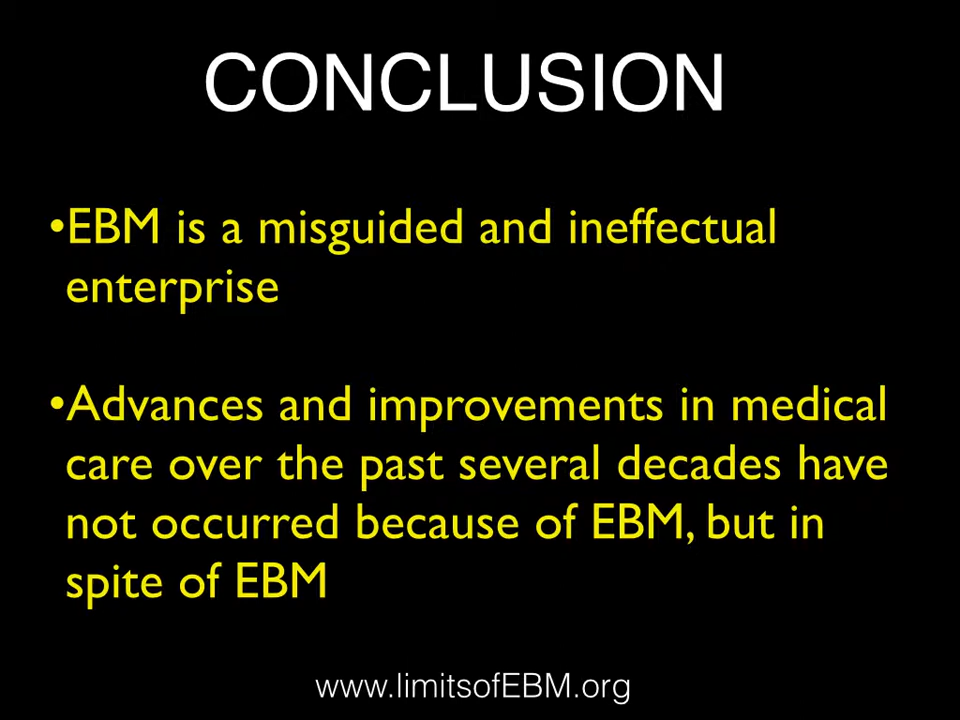 CONCLUSION
•EBM is a misguided and ineffectual
enterprise
•Advances and improvements in medical
care over the past several decades have
not occurred because of EBM, but in
spite of EBM
www.limitsofEBM.org